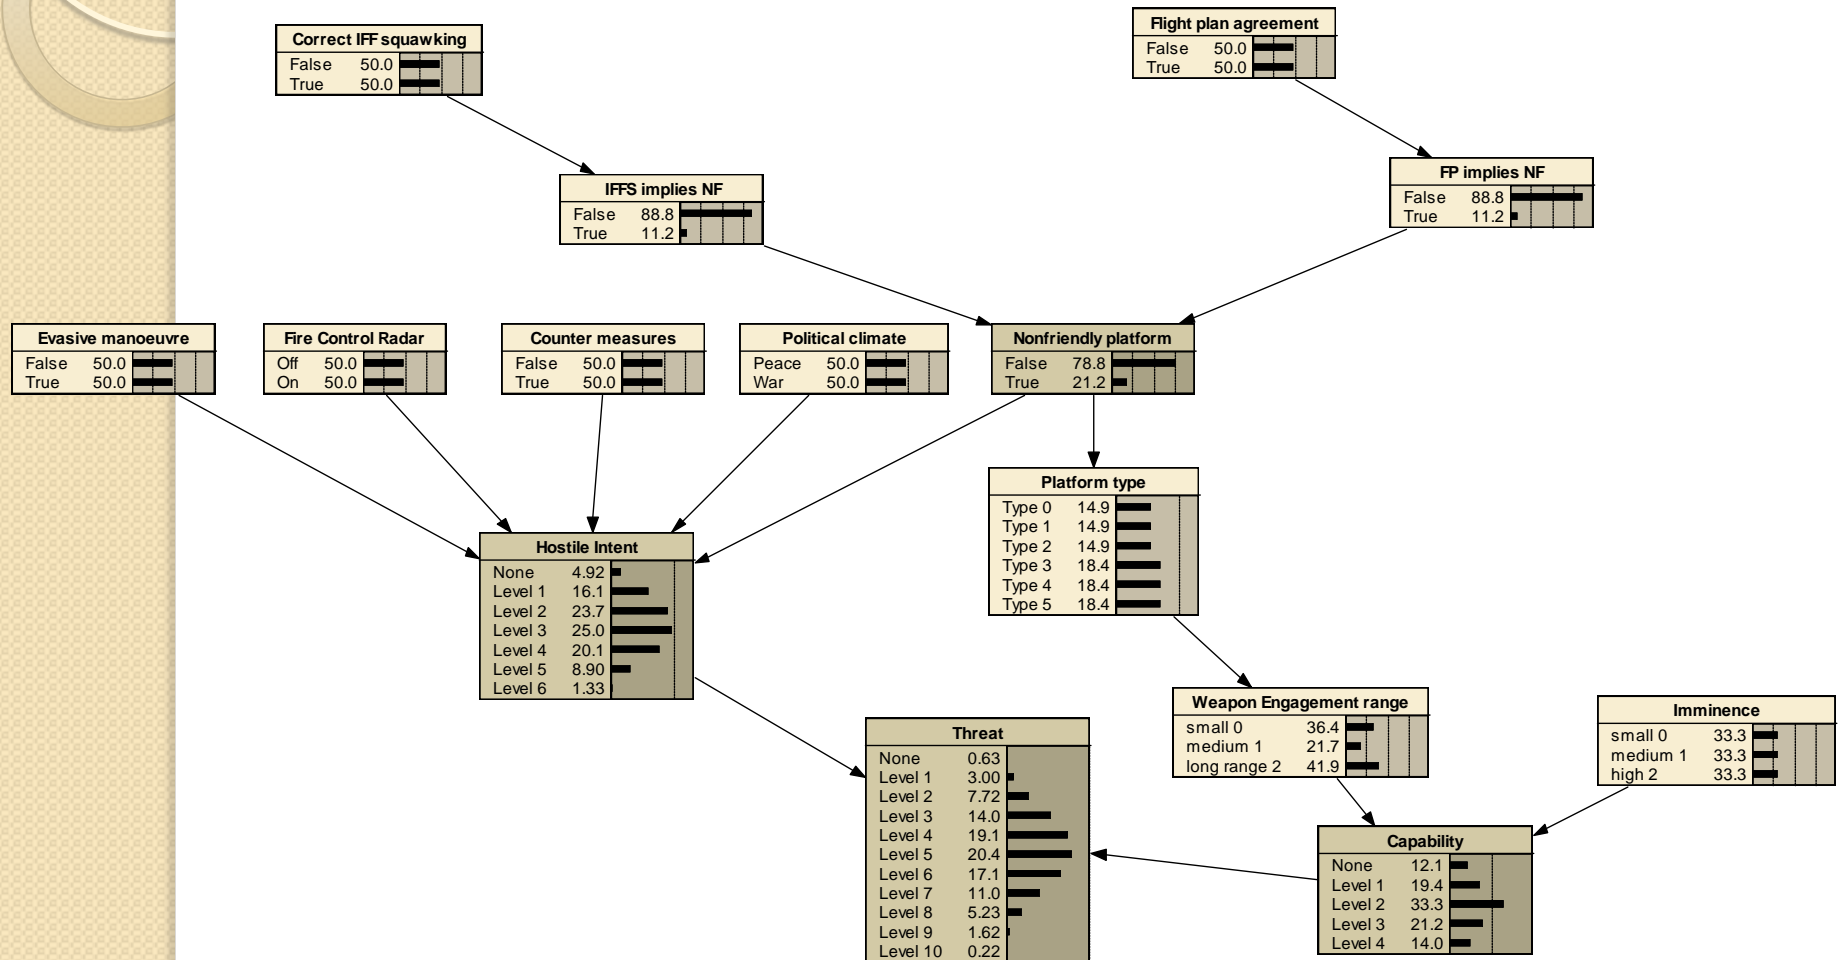 Correct IFF squawking
False 50.0
True 50.0
Flight plan agreement
False 50.0
True 50.0
IFFS implies NF
False 88.8
True 11.2
FP implies NF
False 88.8
True 11.2
Evasive manoeuvre
False 50.0
True 50.0
Fire Control Radar
Off 50.0
On 50.0
Counter measures
False 50.0
True 50.0
Political climate
Peace 50.0
War 50.0
Nonfriendly platform
False 78.8
True 21.2
Platform type
Type 0 14.9
Type 1 14.9
Type 2 14.9
Type 3 18.4
Type 4 18.4
Type 5 18.4
Hostile Intent
None 4.92
Level 1 16.1
Level 2 23.7
Level 3 25.0
Level 4 20.1
Level 5 8.90
Level 6 1.33
Weapon Engagement range
small 0 36.4
medium 1 21.7
long range 2 41.9
Imminence
small 0 33.3
medium 1 33.3
high 2 33.3
Threat
None 0.63
Level 1 3.00
Level 2 7.72
Level 3 14.0
Level 4 19.1
Level 5 20.4
Level 6 17.1
Level 7 11.0
Level 8 5.23
Level 9 1.62
Level 10 0.22
Capability
None 12.1
Level 1 19.4
Level 2 33.3
Level 3 21.2
Level 4 14.0